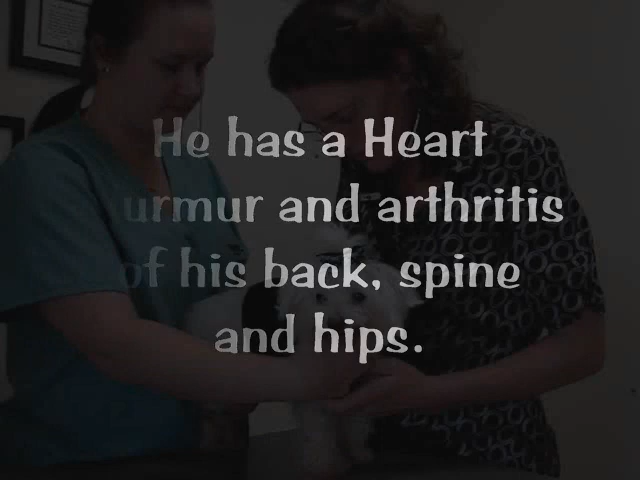 He has a Heart
urmur and arthritis
of his back, spine
and hips.